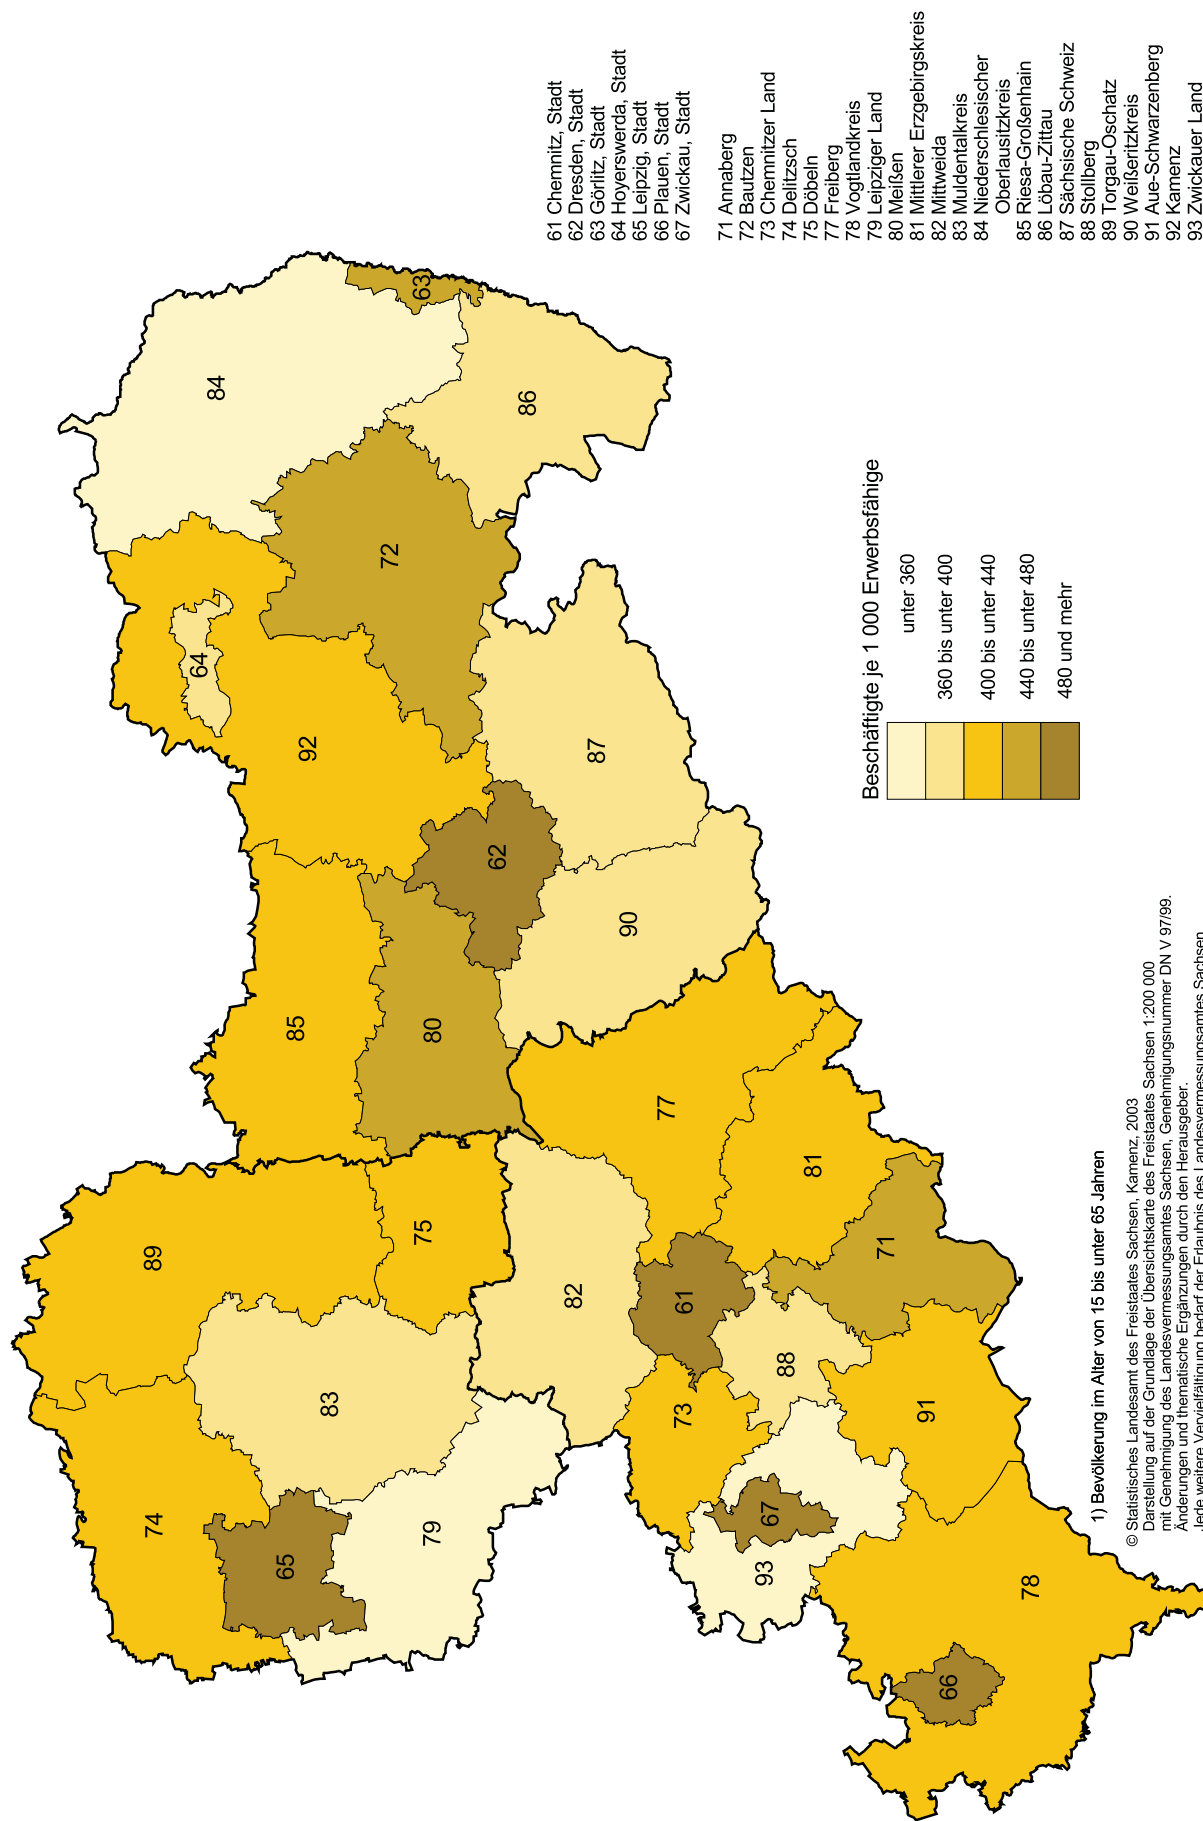 61 Chemnitz, Stadt
62 Dresden, Stadt
63 Görlitz, Stadt
64 Hoyerswerda, Stadt
65 Leipzig, Stadt
66 Plauen, Stadt
67 Zwickau, Stadt
71 Annaberg
72 Bautzen
73 Chemnitzer Land
74 Delitzsch
75 Döbeln
77 Freiberg
78 Vogtlandkreis
79 Leipziger Land
80 Meißen
81 Mittlerer Erzgebirgskreis
82 Mittweida
83 Muldentalkreis
84 Niederschlesischer
Oberlausitzkreis
85 Riesa-Großenhain
86 Löbau-Zittau
87 Sächsische Schweiz
88 Stollberg
89 Torgau-Oschatz
90 Weißeritzkreis
91 Aue-Schwarzenberg
92 Kamenz
93 Zwickauer Land
74
89
65
83
79
75
85
80
92
64
84
72
63
86
62
87
90
82
77
61
81
73
88
71
67
93
91
78
66
Beschäftigte je 1 000 Erwerbsfähige
unter 360
360 bis unter 400
400 bis unter 440
440 bis unter 480
480 und mehr
1) Bevölkerung im Alter von 15 bis unter 65 Jahren
© Statistisches Landesamt des Freistaates Sachsen, Kamenz, 2003
Darstellung auf der Grundlage der Übersichtskarte des Freistaates Sachsen 1:200 000
mit Genehmigung des Landesvermessungsamtes Sachsen, Genehmigungsnummer DN V 97/99.
Änderungen und thematische Ergänzungen durch den Herausgeber.
Jede weitere Vervielfältigung bedarf der Erlaubnis des Landesvermessungsamtes Sachsen